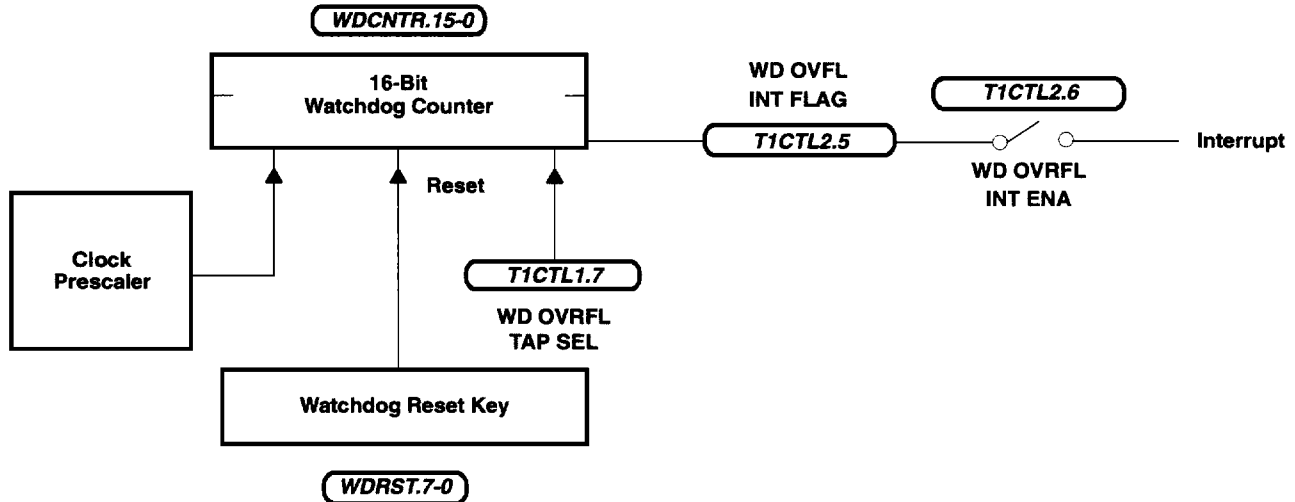 WDCNTR.15-0
16-Bit
Watchdog Counter
WD OVFL
INT FLAG
T1CTL2.6
T1CTL2.5
Interrupt
WD OVRFL
INT ENA
Reset
Clock
Prescaler
T1CTL1.7
WD OVRFL
TAP SEL
Watchdog Reset Key
WDRST.7-0